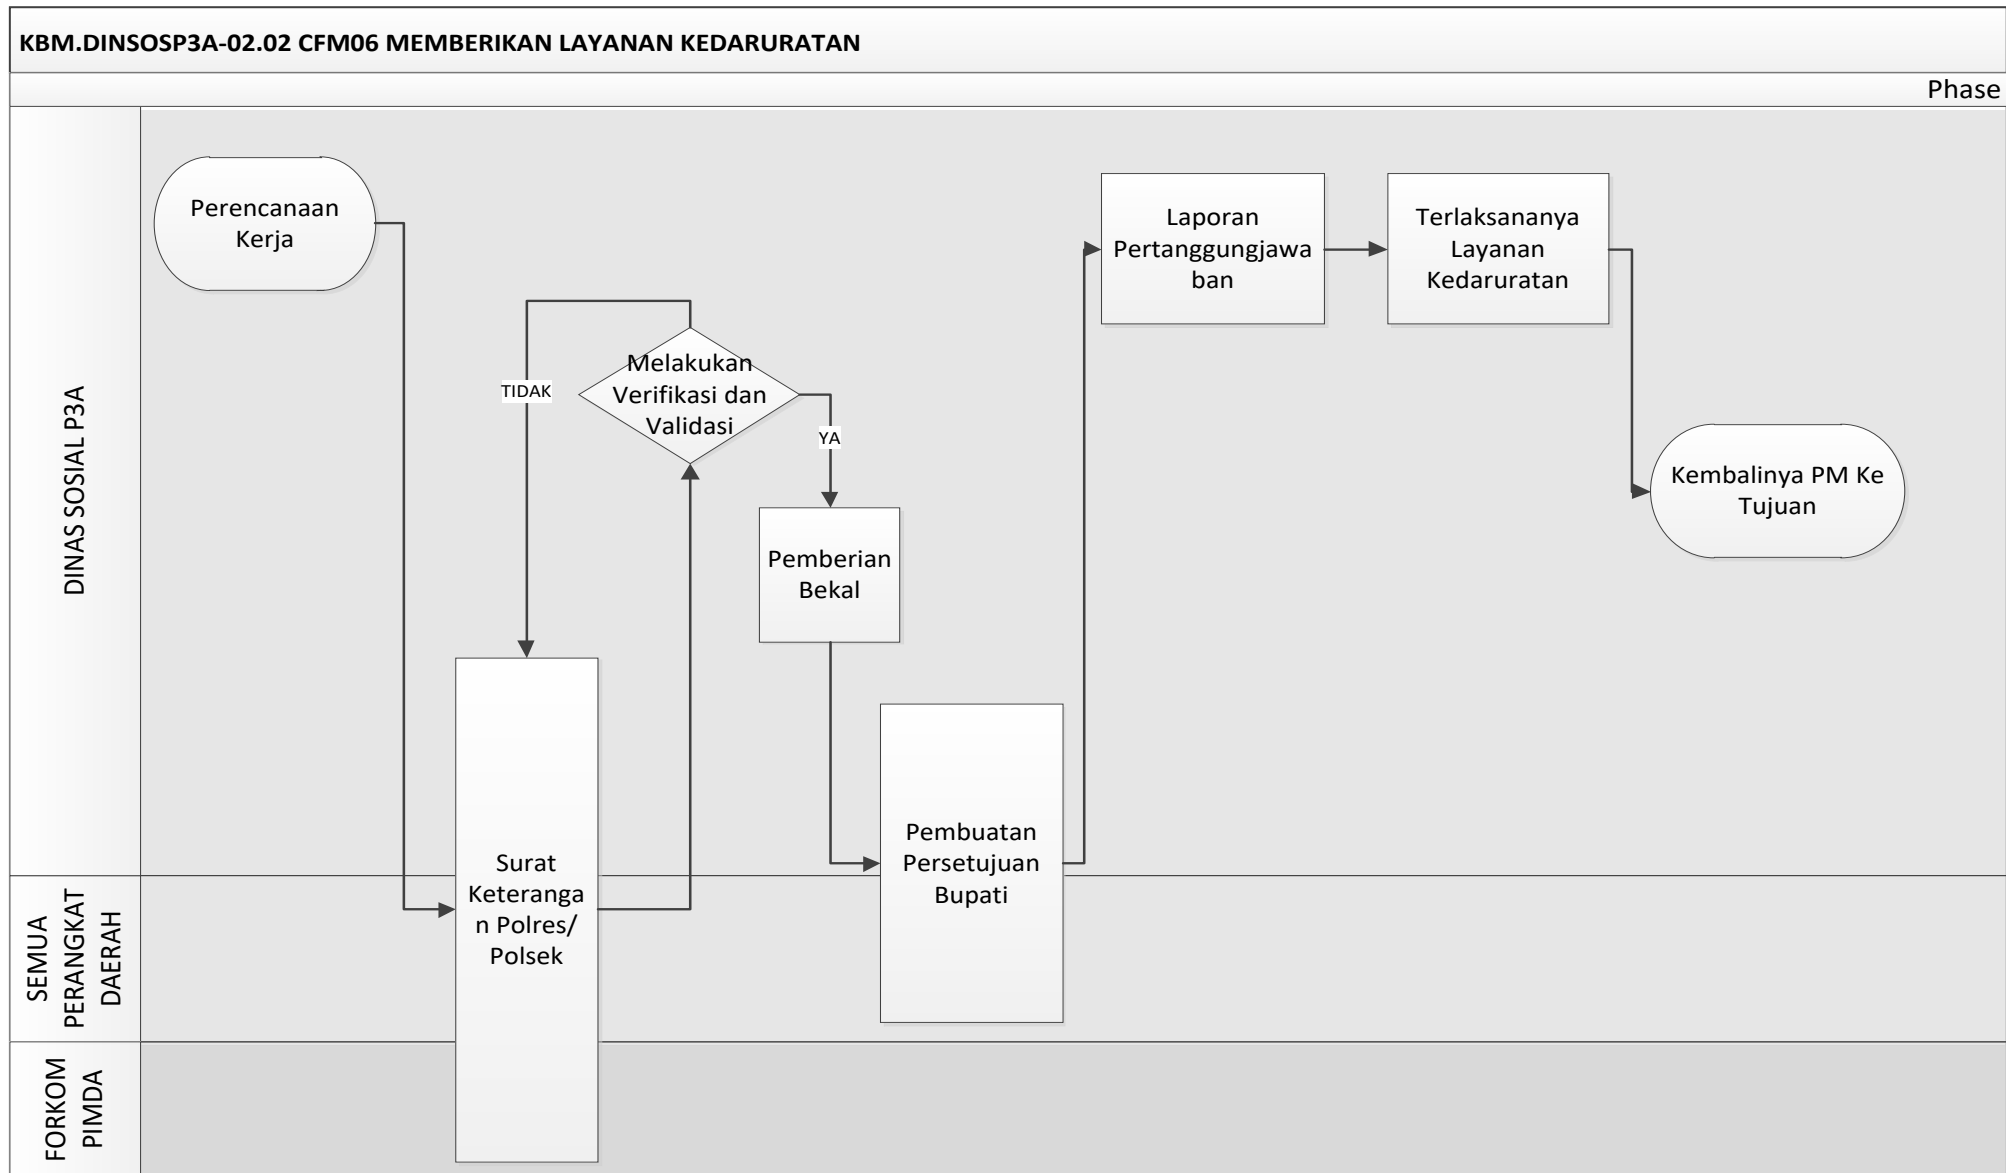 KBM.DINSOSP3A-02.02 CFM06 MEMBERIKAN LAYANAN KEDARURATAN
Phase
DINAS SOSIAL P3A
Perencanaan
Kerja
Melakukan
Verifikasi dan
Validasi
TIDAK
YA
Pemberian
Bekal
Laporan
Pertanggungjawa
ban
Terlaksananya
Layanan
Kedaruratan
Kembalinya PM Ke
Tujuan
Pembuatan
Persetujuan
Bupati
Surat
Keteranga
n Polres/
Polsek
SEMUA
PERANGKAT
DAERAH
FORKOM
PIMDA